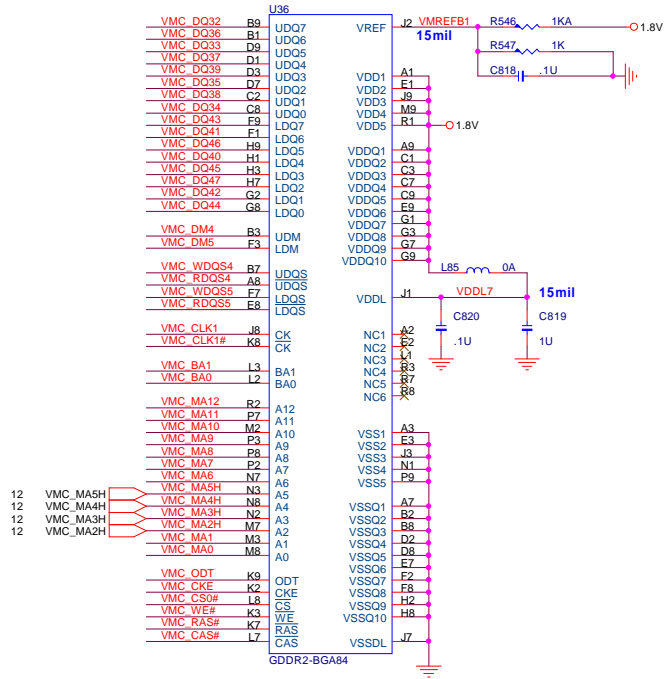 U36
VMC_DQ32 B9 UDQ7 VREF J2 VMREFB1 R546 1KA 1.8V
VMC_DQ36 B1 UDQ6 15mil
VMC_DQ33 D9 UDQ5 R547 1K
VMC_DQ37 D1 UDQ4
VMC_DQ39 D3 UDQ3 VDD1 A1 C818 .1U
VMC_DQ35 D7 UDQ2 VDD2 E1
VMC_DQ38 C2 UDQ1 VDD3 J9
VMC_DQ34 C8 UDQ0 VDD4 M9
VMC_DQ43 F9 LDQ7 VDD5 R1 1.8V
VMC_DQ41 F1 LDQ6
VMC_DQ46 H9 LDQ5 VDDQ1 A9
VMC_DQ40 H1 LDQ4 VDDQ2 C1
VMC_DQ45 H3 LDQ3 VDDQ3 C3
VMC_DQ47 H7 LDQ2 VDDQ4 C7
VMC_DQ42 G2 LDQ1 VDDQ5 C9
VMC_DQ44 G8 LDQ0 VDDQ6 E9
VDDQ7 G1
VMC_DM4 B3 UDM VDDQ8 G3
VMC_DM5 F3 LDM VDDQ9 G7
VDDQ10 G9
VMC_WDQS4 B7 UDQS L85 0A
VMC_RDQS4 A8 UDQS
VMC_WDQS5 F7 LDQS VDDL J1 VDDL7 15mil
VMC_RDQS5 E8 LDQS
C820 C819
VMC_CLK1 J8 CK NC1 A2 .1U 1U
VMC_CLK1# K8 CK NC2 E2
NC3 L1
VMC_BA1 L3 BA1 NC4 R3
VMC_BA0 L2 BA0 NC5 R7
NC6 R8
VMC_MA12 R2 A12
VMC_MA11 P7 A11
VMC_MA10 M2 A10 VSS1 A3
VMC_MA9 P3 A9 VSS2 E3
VMC_MA8 P8 A8 VSS3 J3
VMC_MA7 P2 A7 VSS4 N1
VMC_MA6 N7 A6 VSS5 P9
12 VMC_MA5H VMC_MA5H N3 A5
12 VMC_MA4H VMC_MA4H N8 A4 VSSQ1 A7
12 VMC_MA3H VMC_MA3H N2 A3 VSSQ2 B2
12 VMC_MA2H VMC_MA2H M7 A2 VSSQ3 B8
VMC_MA1 M3 A1 VSSQ4 D2
VMC_MA0 M8 A0 VSSQ5 D8
VSSQ6 E7
VMC_ODT K9 ODT VSSQ7 F2
VMC_CKE K2 CKE VSSQ8 F8
VMC_CS0# L8 CS VSSQ9 H2
VMC_WE# K3 WE VSSQ10 H8
VMC_RAS# K7 RAS
VMC_CAS# L7 CAS VSSDL J7
GDDR2-BGA84